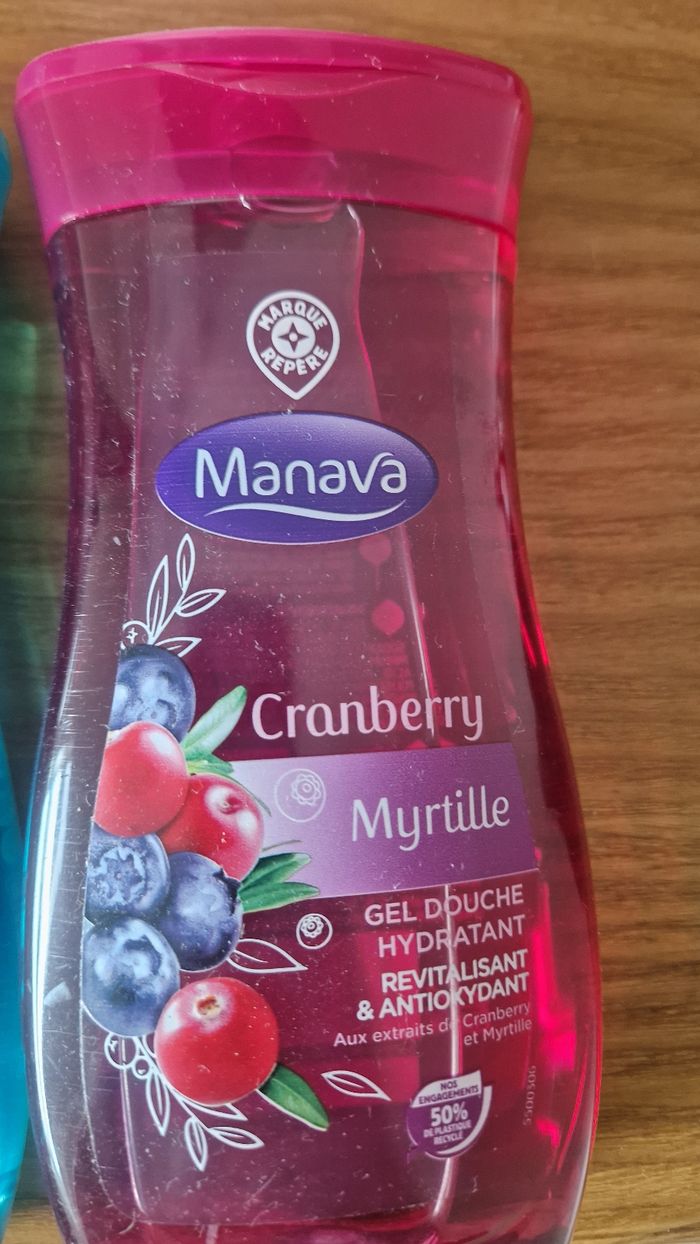 MARQUE
REPÈRE
Manava
Cranberry
Myrtille
GEL DOUCHE
HYDRATANT
REVITALISANT
& ANTIOXYDANT
Aux extraits de Cranberry
et Myrtille
NOS
ENGAGEMENTS
50%
DE PLASTIQUE
RECYCLÉ
5500506